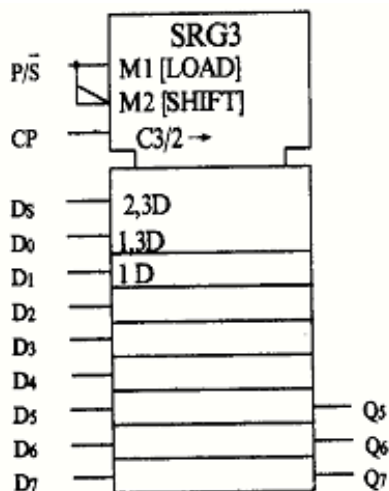 SRG3
P/S̄ M1 [LOAD]
M2 [SHIFT]
CP C3/2 →
Ds 2,3D
D0 1,3D
D1 1D
D2
D3
D4
D5 Q5
D6 Q6
D7 Q7